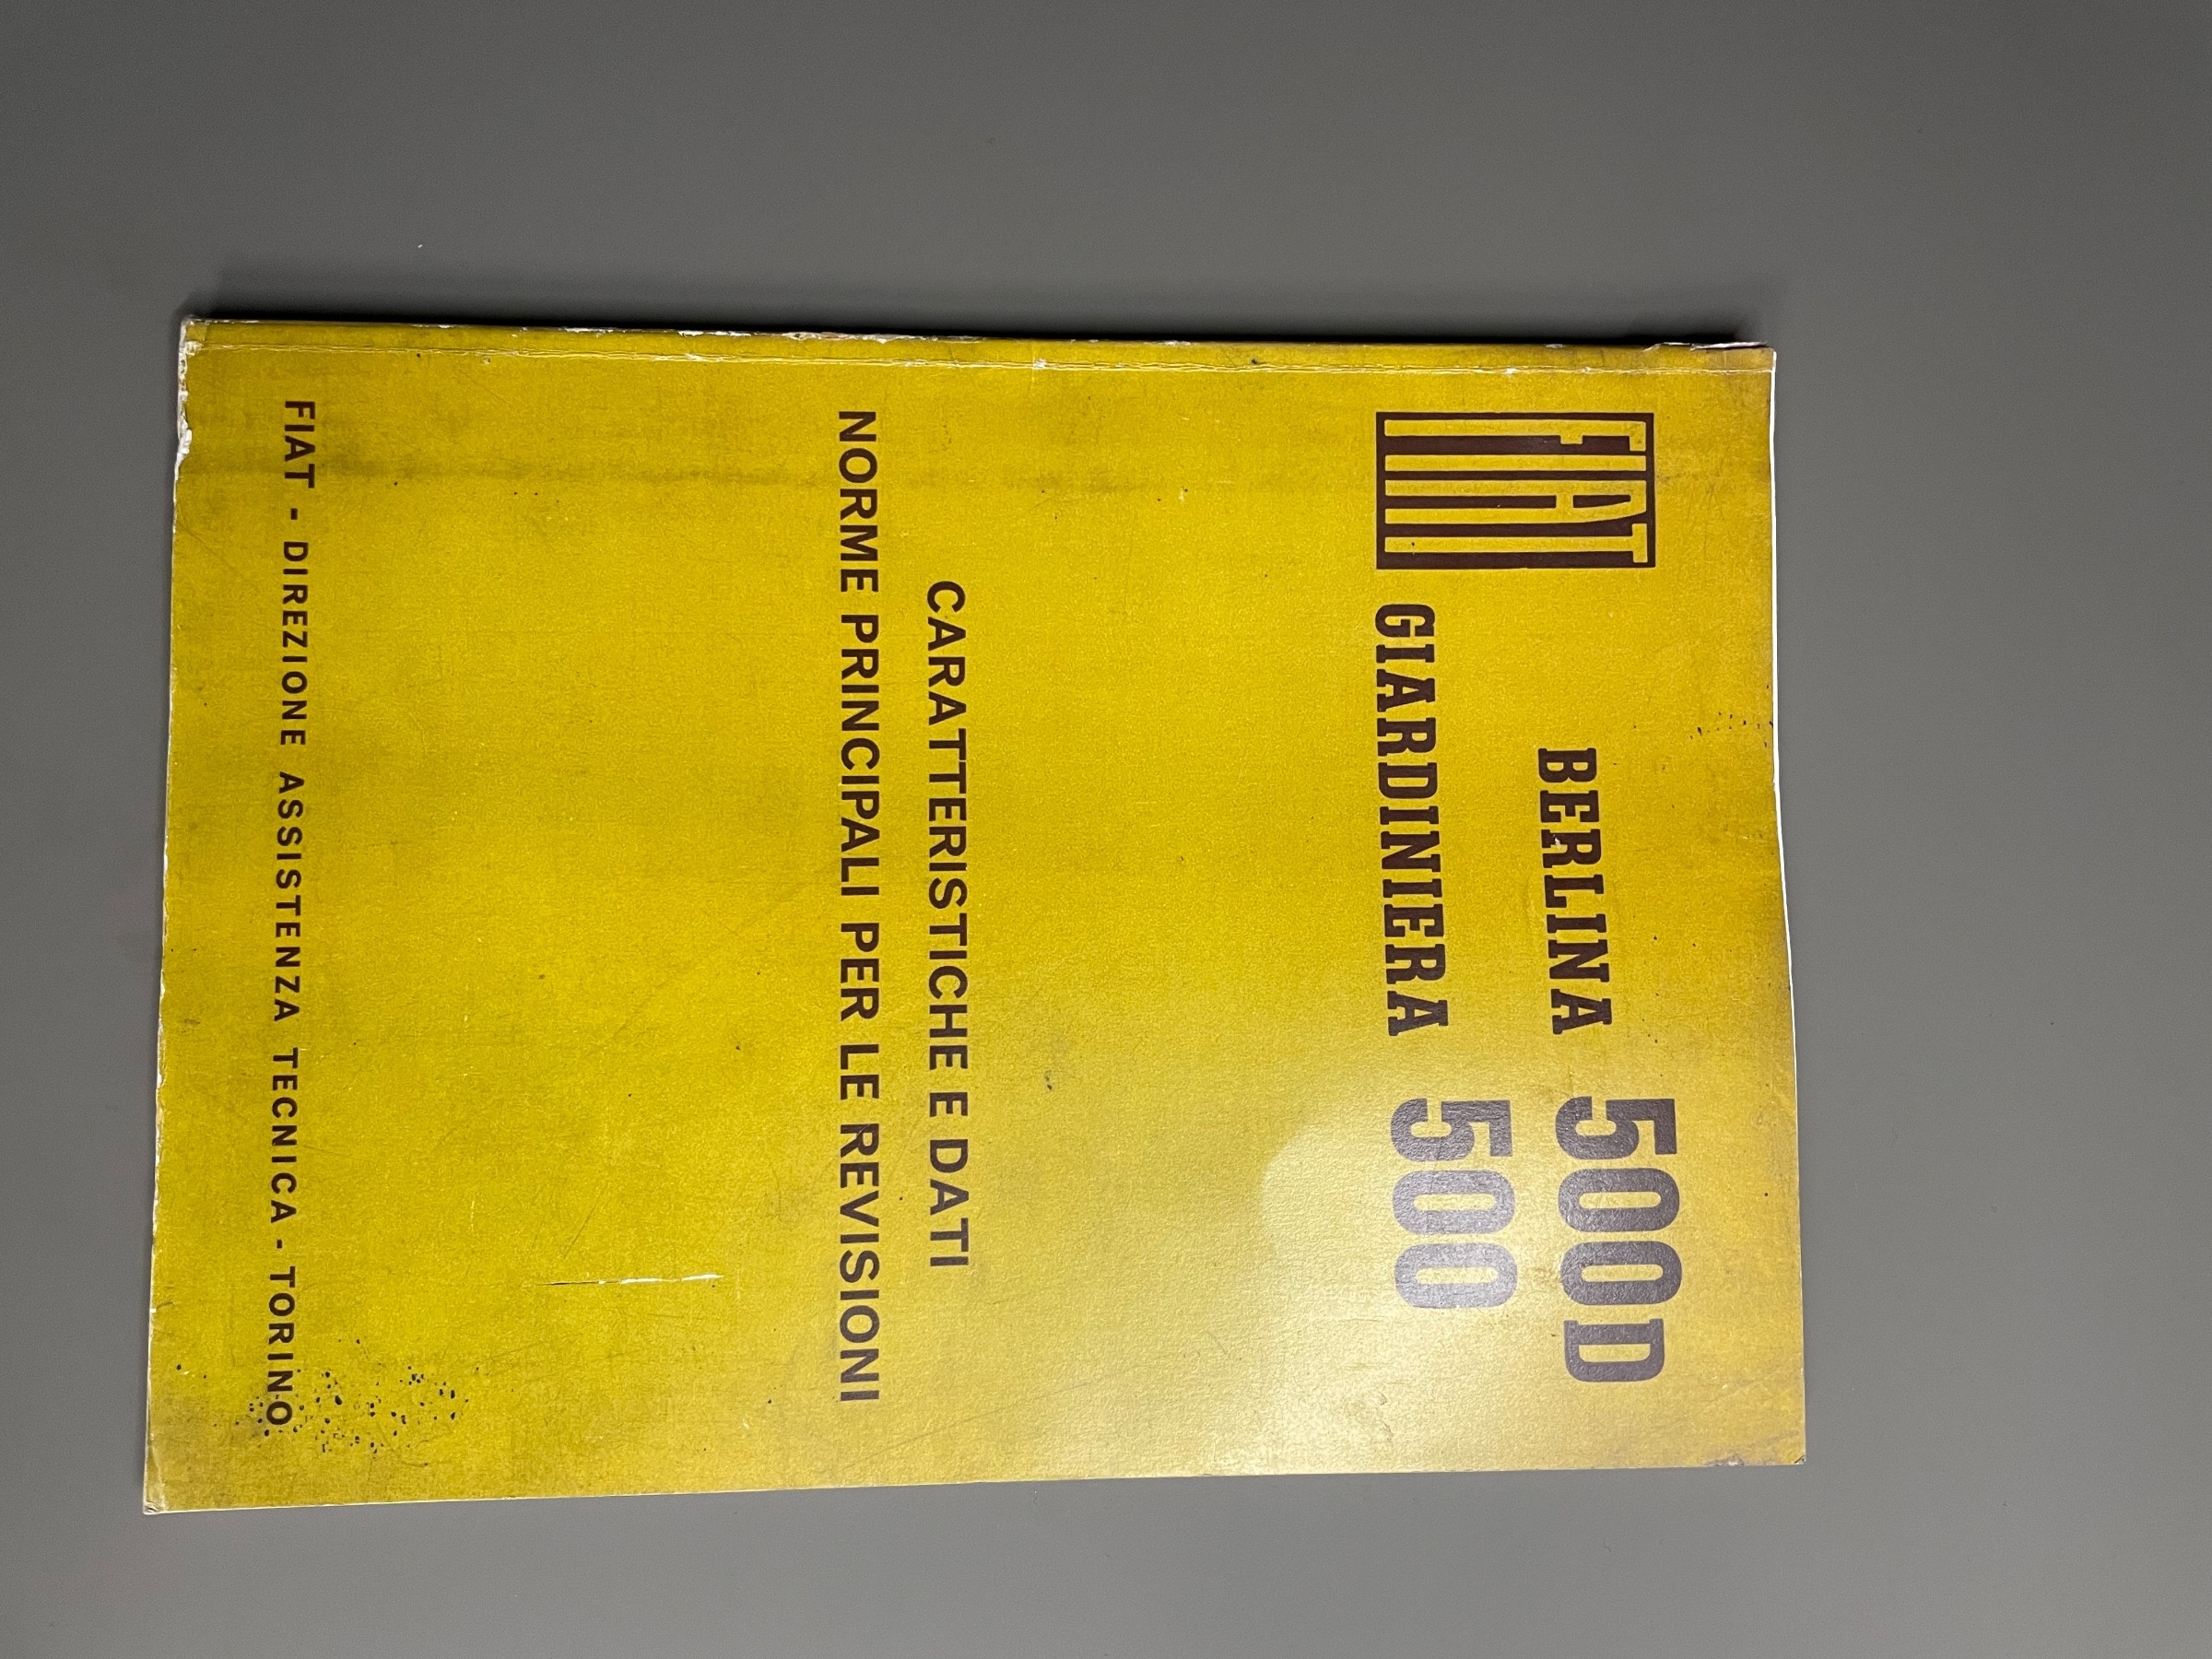 FIAT
BERLINA 500D
GIARDINIERA 500
CARATTERISTICHE E DATI
NORME PRINCIPALI PER LE REVISIONI
FIAT - DIREZIONE ASSISTENZA TECNICA - TORINO